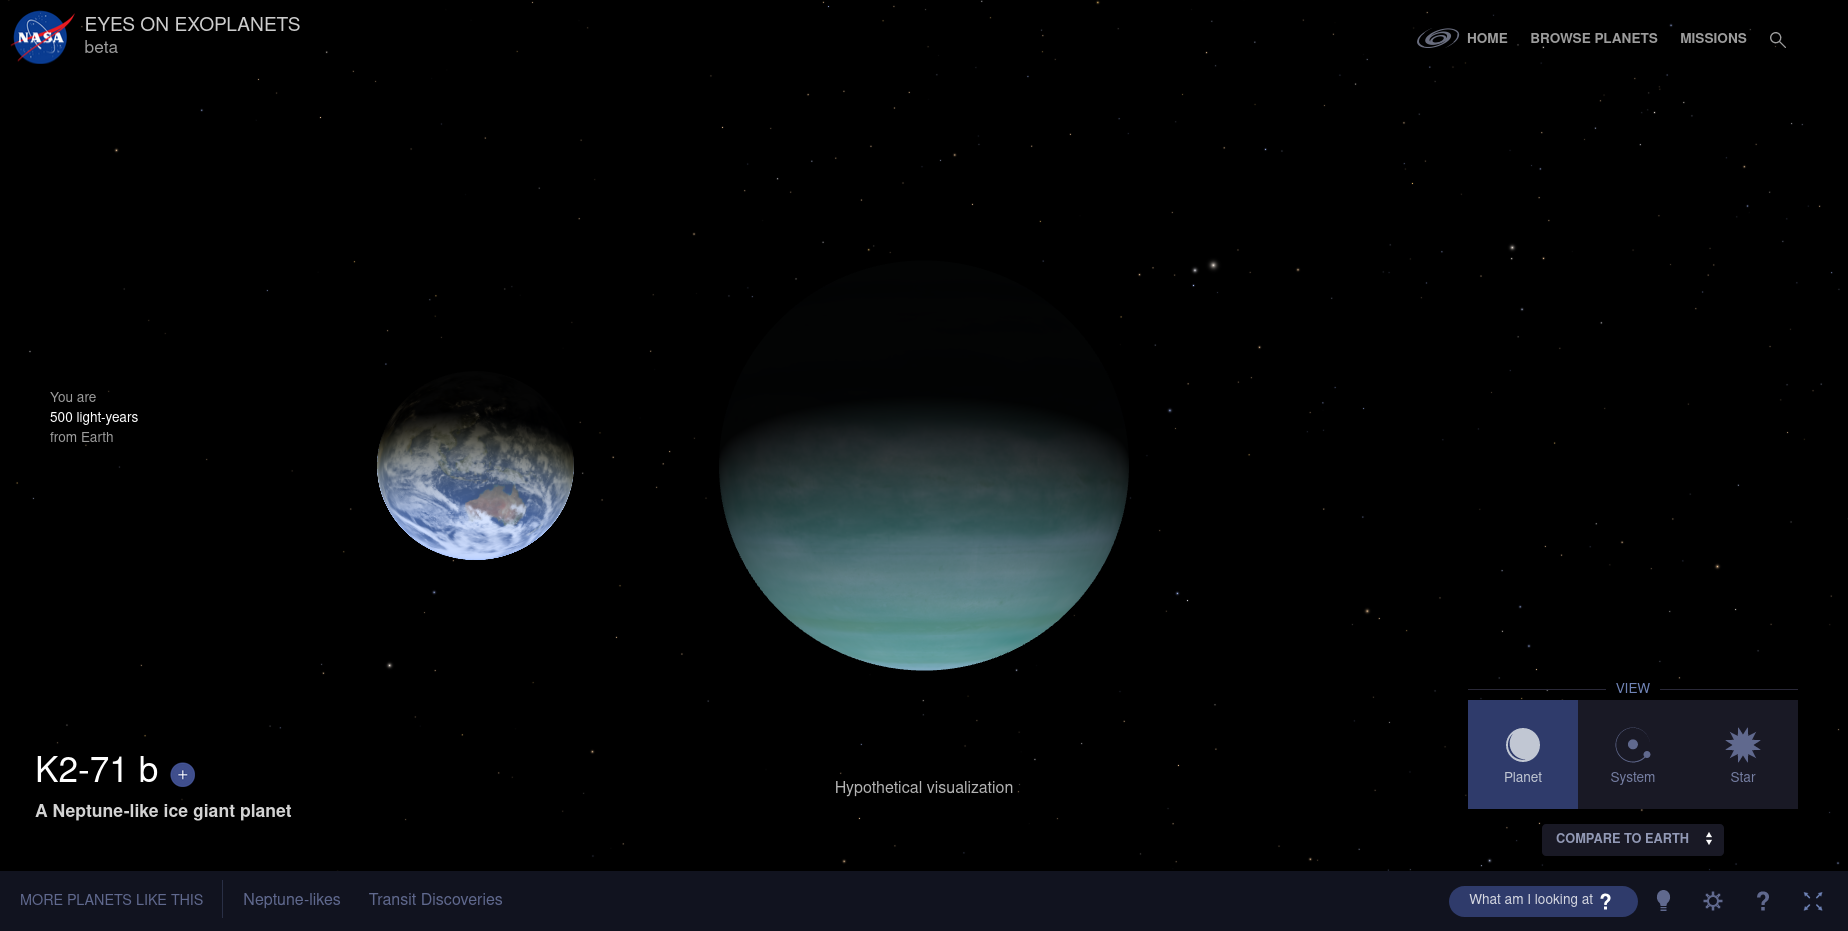 NASA
EYES ON EXOPLANETS
beta
HOME
BROWSE PLANETS
MISSIONS
You are
500 light-years
from Earth
VIEW
Planet
System
Star
K2-71 b +
A Neptune-like ice giant planet
Hypothetical visualization
COMPARE TO EARTH
MORE PLANETS LIKE THIS
Neptune-likes
Transit Discoveries
What am I looking at ?
?